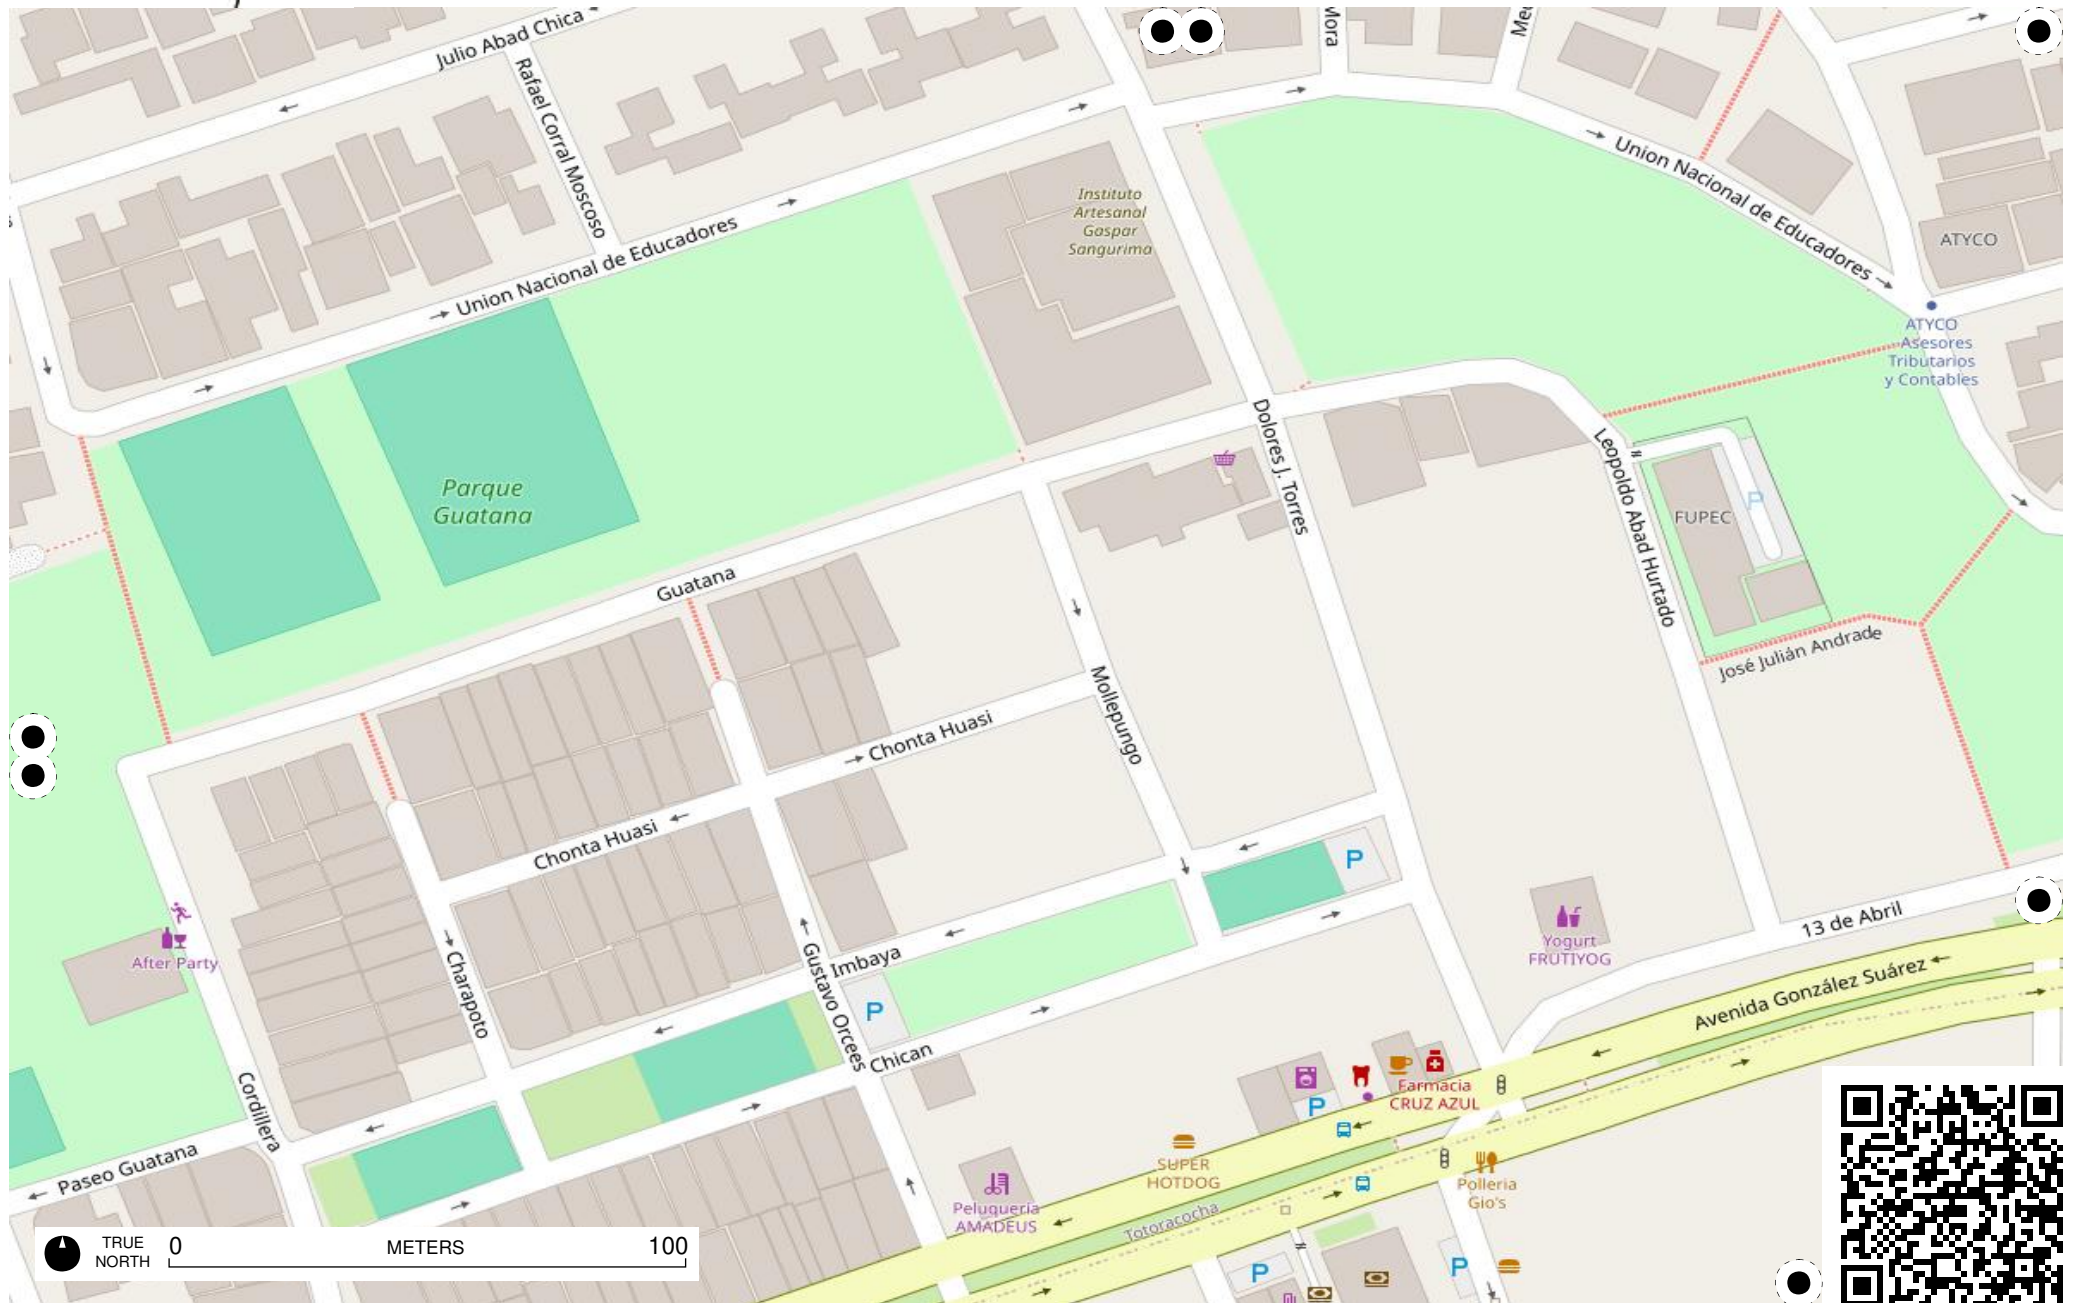 Julio Abad Chica
Mora
Rafael Corral Moscoso
Union Nacional de Educadores
Instituto
Artesanal
Gaspar
Sangurima
Union Nacional de Educadores
ATYCO
ATYCO
Asesores
Tributarios
y Contables
Parque
Guatana
Dolores J. Torres
Leopoldo Abad Hurtado
P
FUPEC
Guatana
José Julián Andrade
Mollepungo
Chonta Huasi
Chonta Huasi
P
After Party
Charapoto
Gustavo Orcees
Imbaya
P
Yogurt
FRUTIYOG
13 de Abril
Avenida González Suárez
Chican
Cordillera
Farmacia
CRUZ AZUL
P
Paseo Guatana
SUPER
HOTDOG
Polleria
Gio's
Peluquería
AMADEUS
Totoracocha
P
P
TRUE
NORTH
0
METERS
100